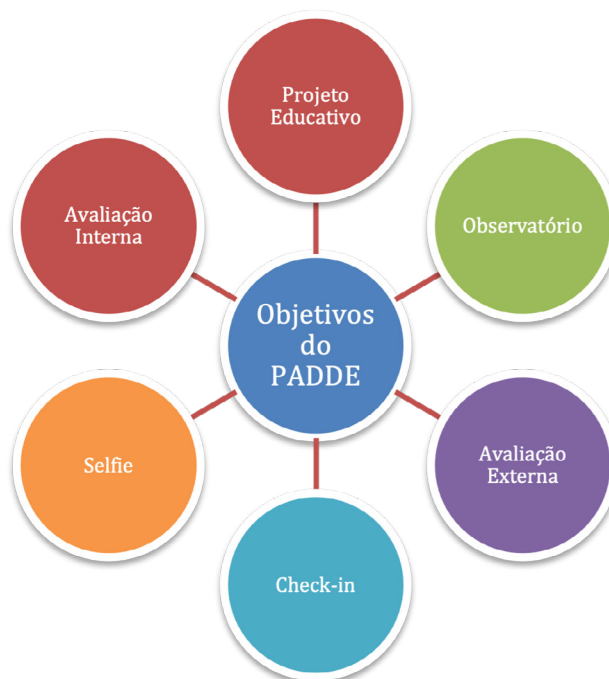 Projeto
Educativo
Observatório
Avaliação
Externa
Check-in
Selfie
Avaliação
Interna
Objetivos
do
PADDE